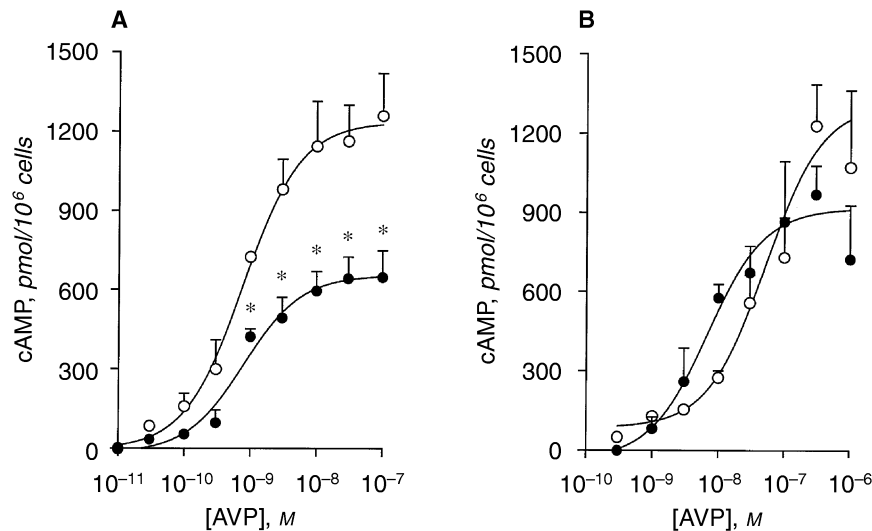 A
1500
1200
900
600
300
0
cAMP, pmol/10⁶ cells
* * * * *
10⁻¹¹ 10⁻¹⁰ 10⁻⁹ 10⁻⁸ 10⁻⁷
[AVP], M
B
1500
1200
900
600
300
0
cAMP, pmol/10⁶ cells
10⁻¹⁰ 10⁻⁹ 10⁻⁸ 10⁻⁷ 10⁻⁶
[AVP], M